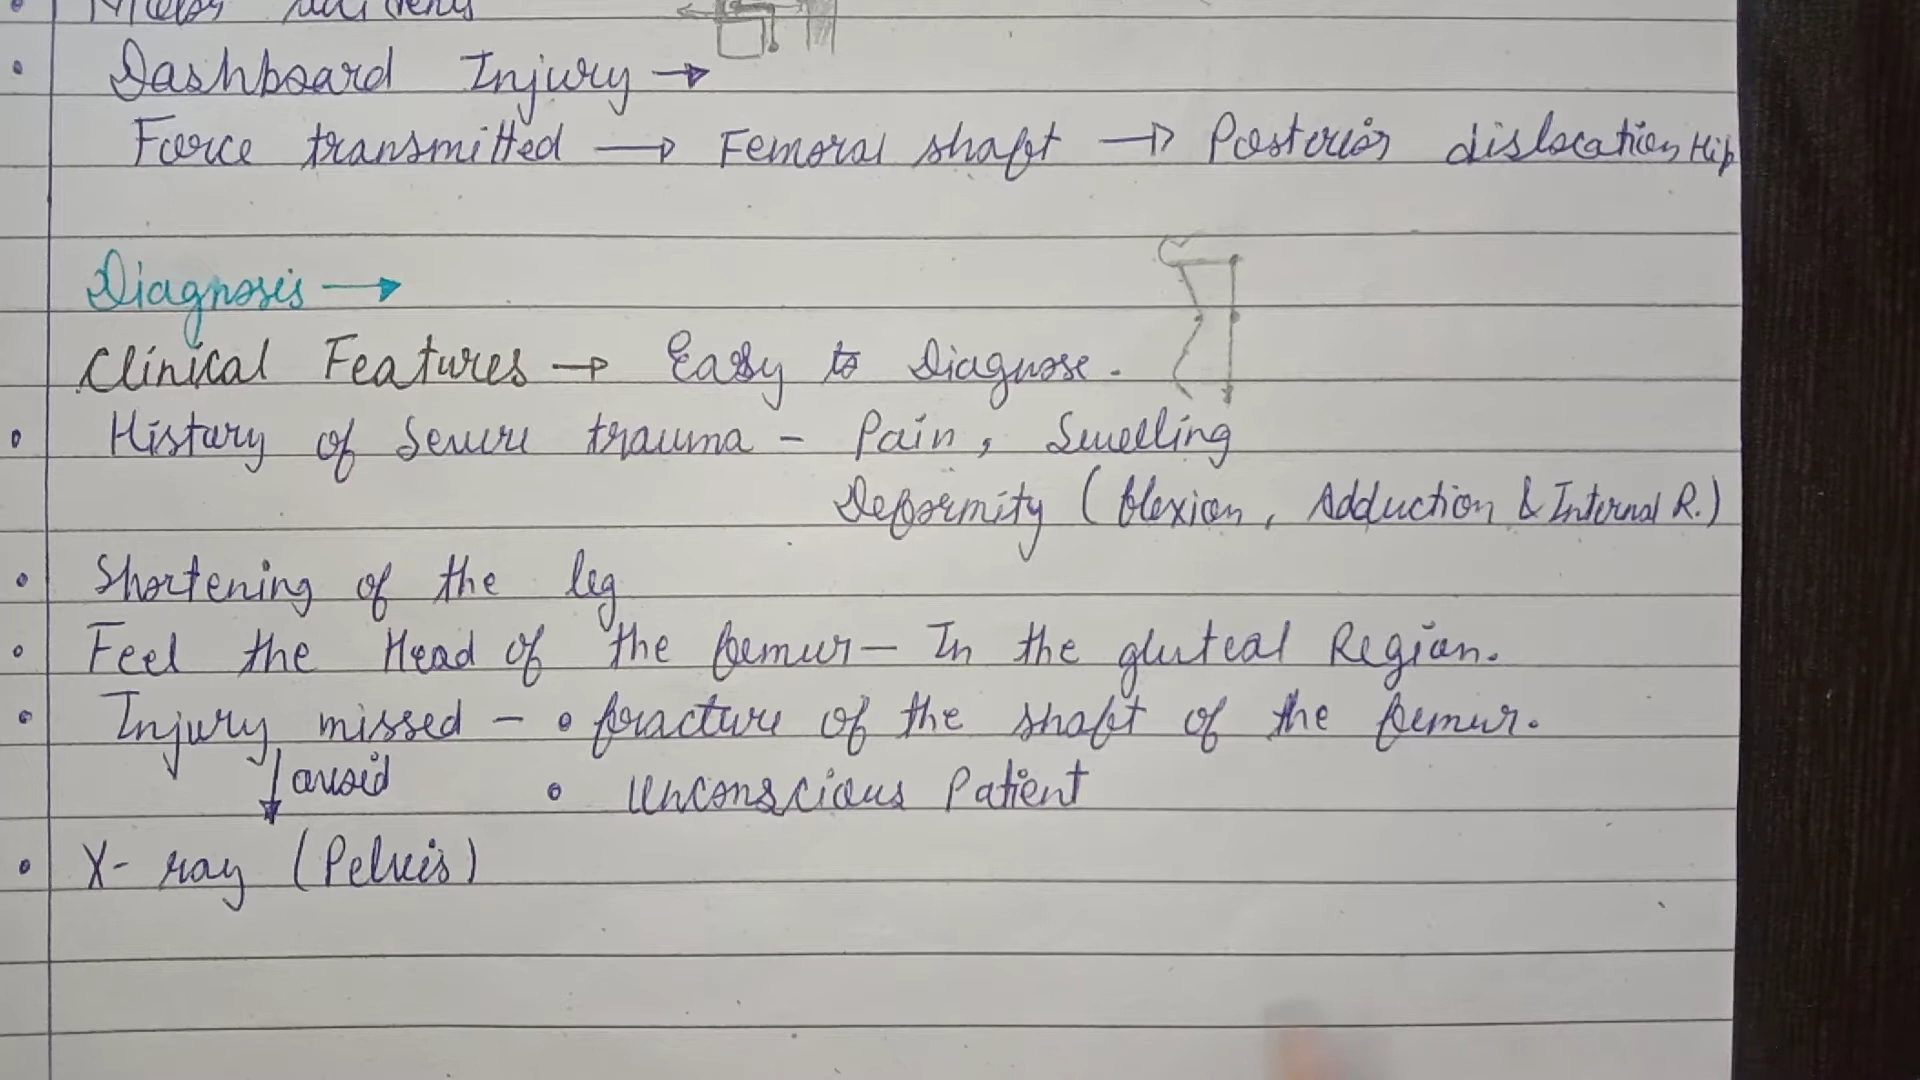 Dashboard Injury →
Force transmitted → Femoral shaft → Posterior dislocation Hip
Diagnosis →
Clinical Features → Easy to Diagnose.
History of Severe trauma - Pain, Swelling
Deformity (flexion, Adduction & Internal R.)
Shortening of the leg
Feel the Head of the femur - In the gluteal Region.
Injury missed - • fracture of the shaft of the femur.
↓ avoid • Unconscious Patient
X-ray (Pelvis)